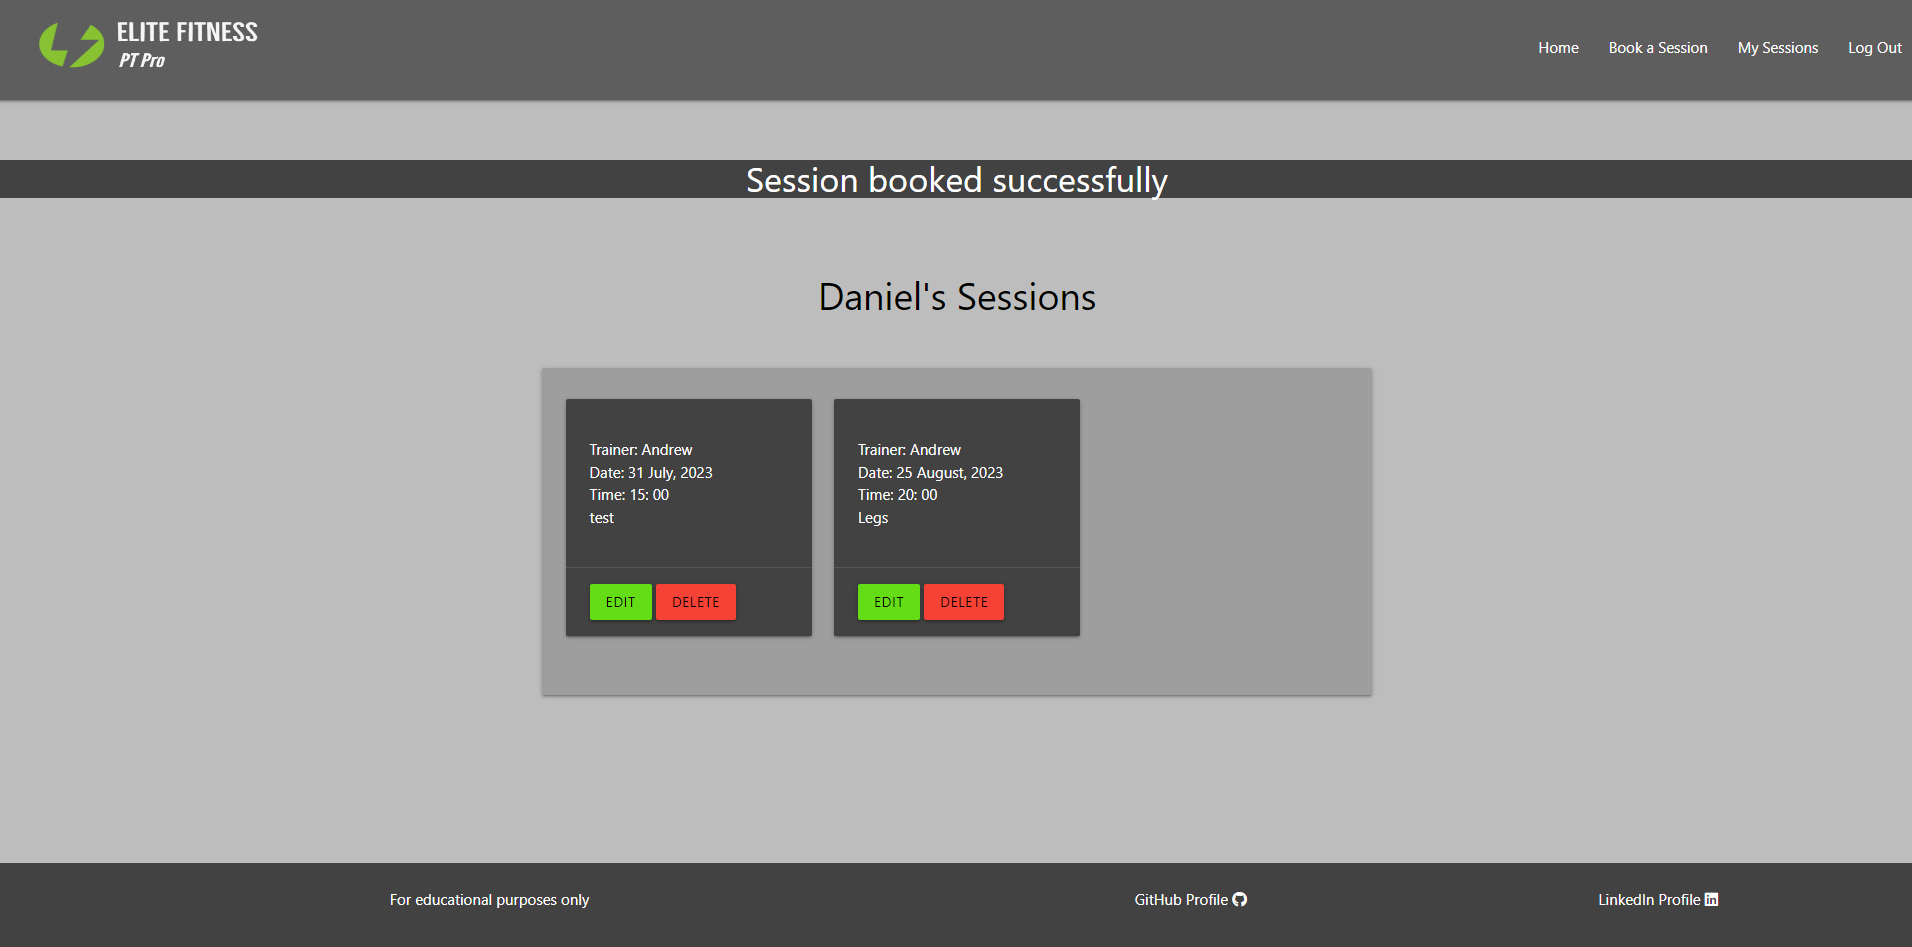 ELITE FITNESS
PT Pro
Home
Book a Session
My Sessions
Log Out
Session booked successfully
Daniel's Sessions
Trainer: Andrew
Date: 31 July, 2023
Time: 15: 00
test
EDIT
DELETE
Trainer: Andrew
Date: 25 August, 2023
Time: 20: 00
Legs
EDIT
DELETE
For educational purposes only
GitHub Profile
LinkedIn Profile